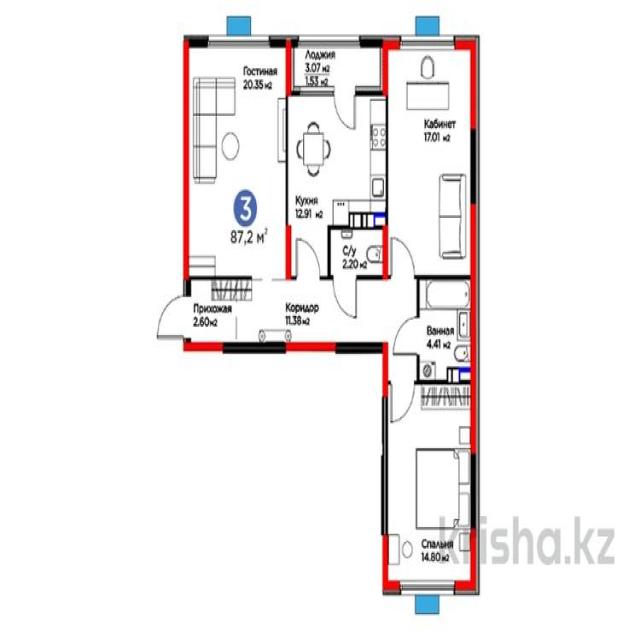 Гостиная
20.35 м2
Лоджия
3.07 м2
1.53 м2
Кабинет
17.01 м2
Кухня
12.91 м2
3
87,2 м²
С/у
2.20 м2
Прихожая
2.60 м2
Коридор
11.38 м2
Ванная
4.41 м2
Спальня
14.80 м2
krisha.kz